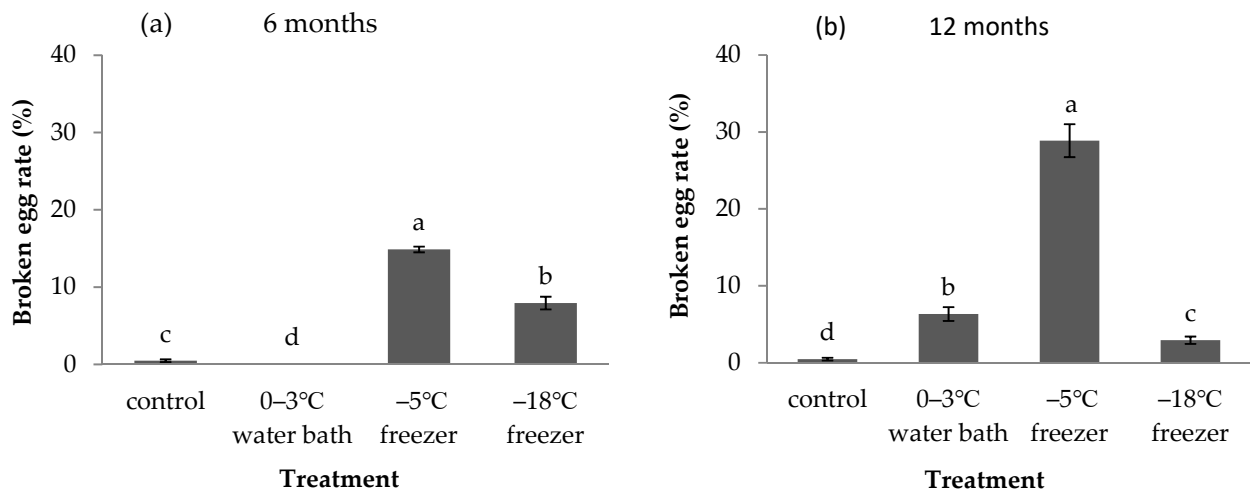 (a) 6 months
Broken egg rate (%)
40
30
20
10
0
c
d
a
b
control
0–3°C water bath
–5°C freezer
–18°C freezer
Treatment
(b) 12 months
Broken egg rate (%)
40
30
20
10
0
d
b
a
c
control
0–3°C water bath
–5°C freezer
–18°C freezer
Treatment